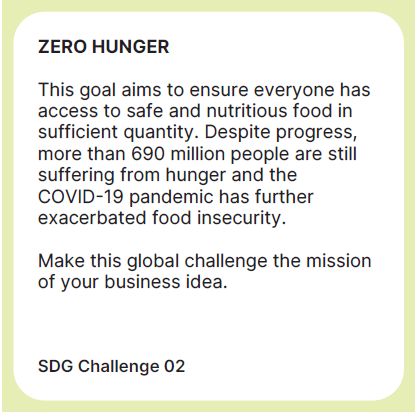 ZERO HUNGER
This goal aims to ensure everyone has
access to safe and nutritious food in
sufficient quantity. Despite progress,
more than 690 million people are still
suffering from hunger and the
COVID-19 pandemic has further
exacerbated food insecurity.
Make this global challenge the mission
of your business idea.
SDG Challenge 02